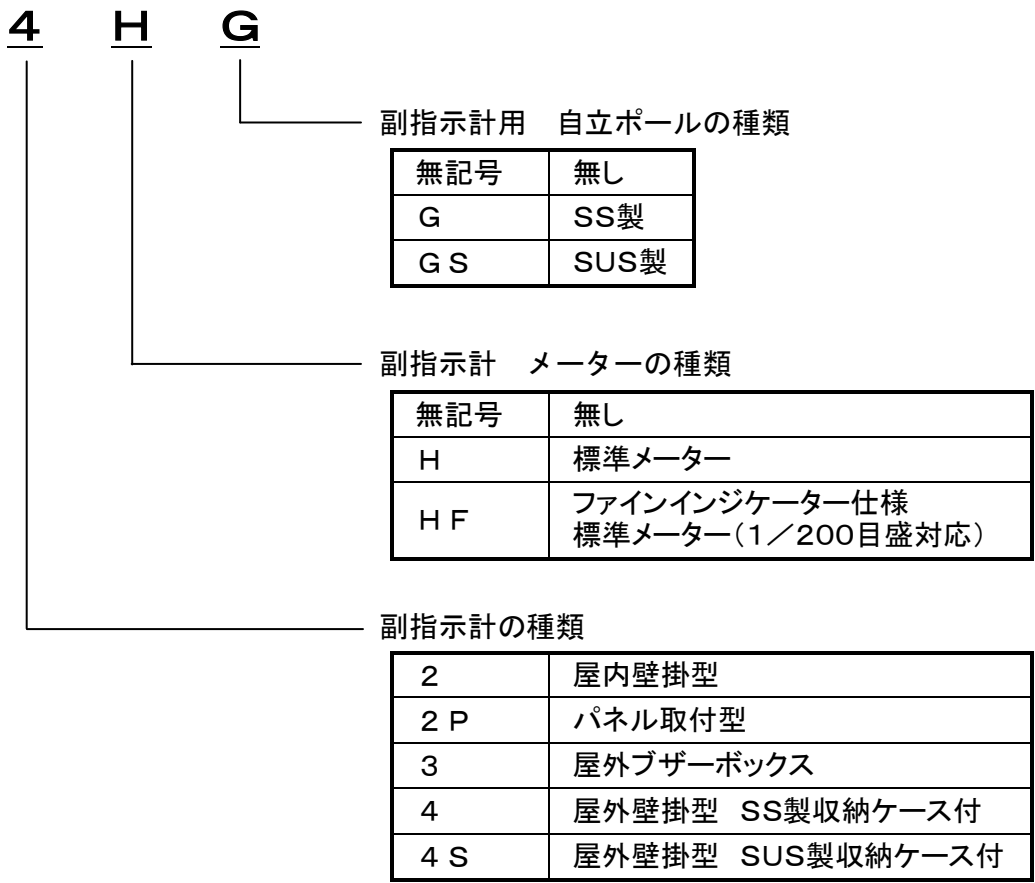 ４　Ｈ　Ｇ
副指示計用　自立ポールの種類
無記号　無し
Ｇ　SS製
ＧＳ　SUS製
副指示計　メーターの種類
無記号　無し
Ｈ　標準メーター
ＨＦ　ファインインジケーター仕様
標準メーター（１／２００目盛対応）
副指示計の種類
２　屋内壁掛型
２Ｐ　パネル取付型
３　屋外ブザーボックス
４　屋外壁掛型　SS製収納ケース付
４Ｓ　屋外壁掛型　SUS製収納ケース付